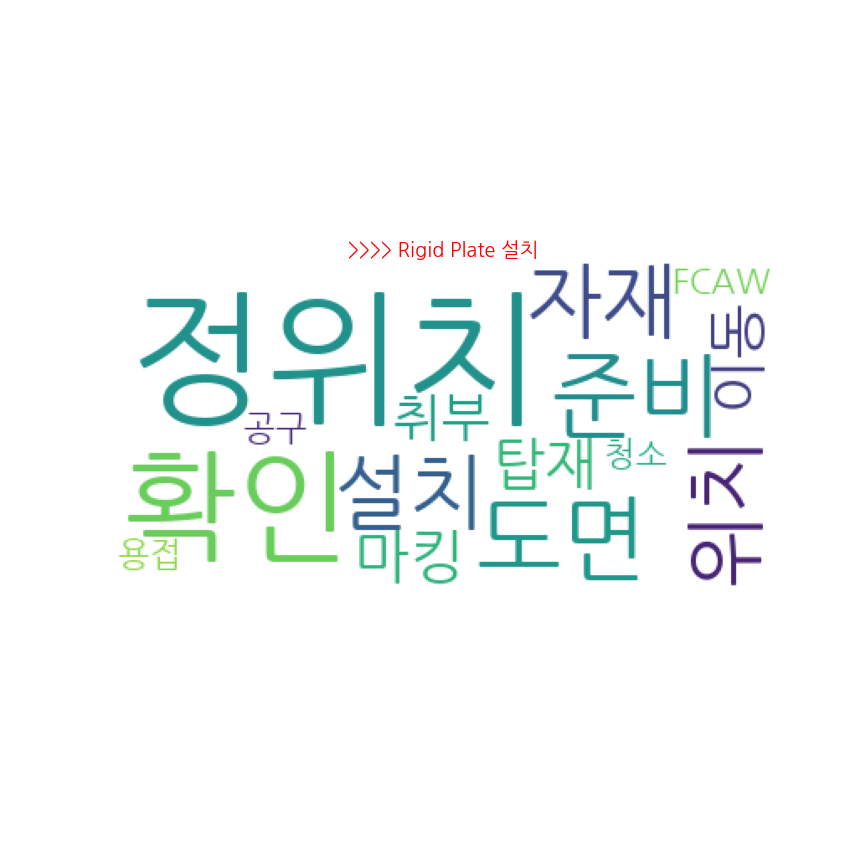 >>>> Rigid Plate 설치
자재
FCAW
정위치
준비
이동
취부
공구
확인
설치
탑재
청소
위치
도면
마킹
용접